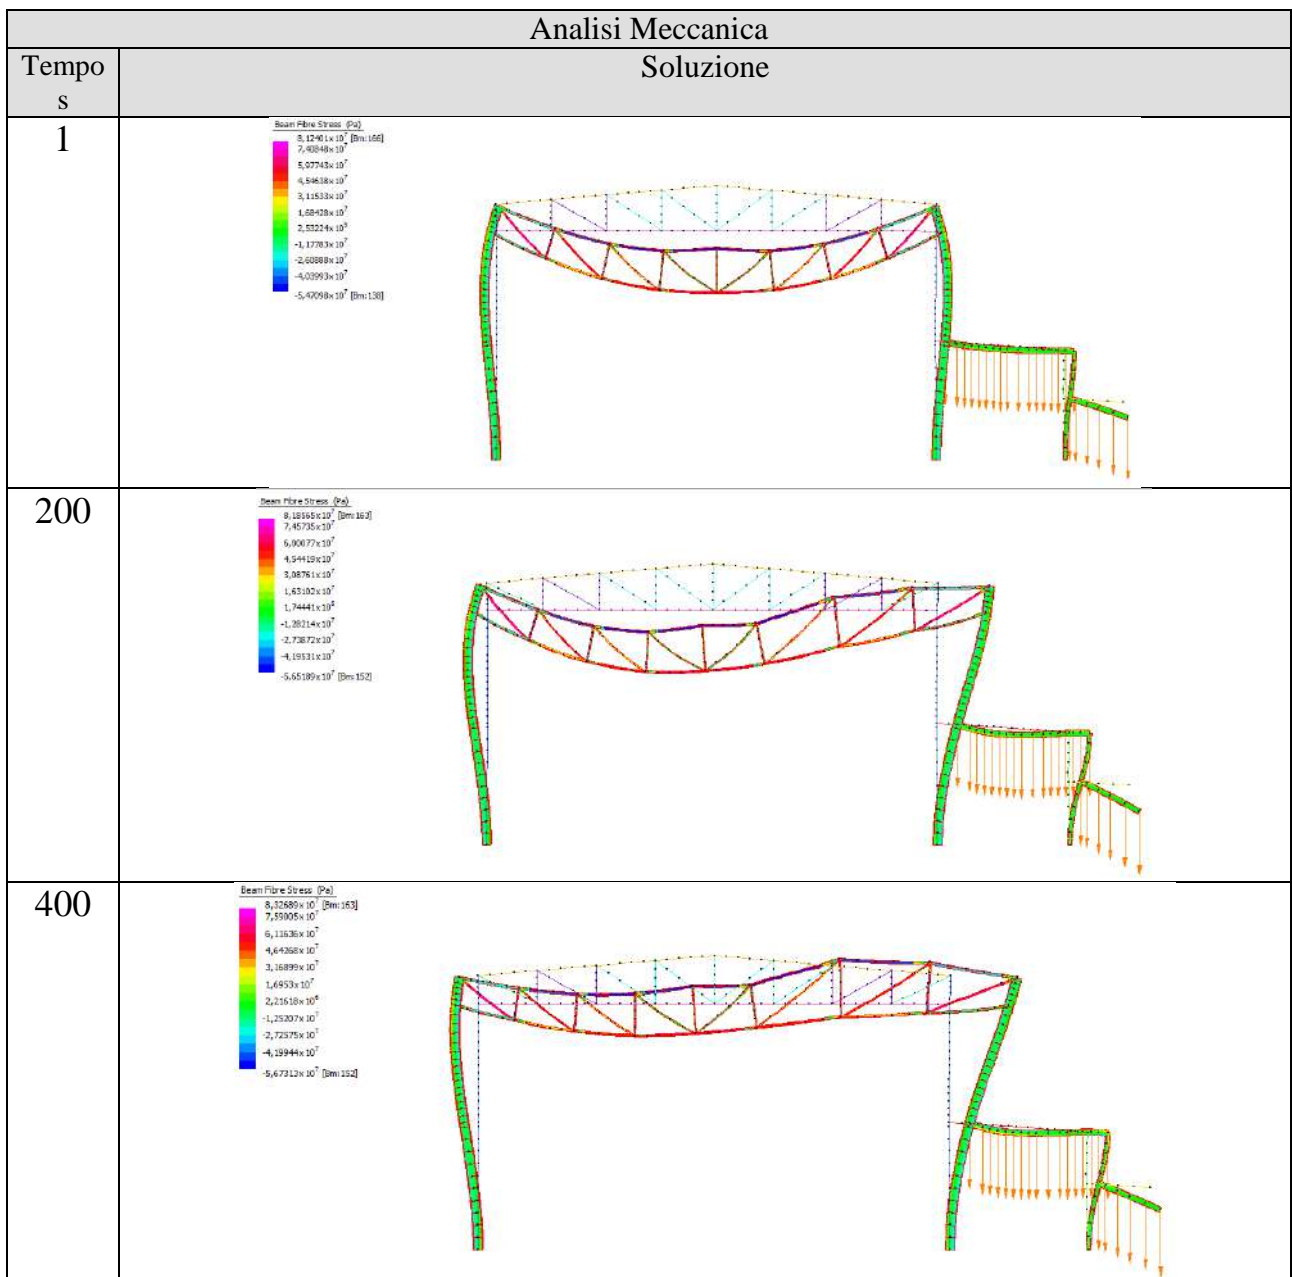 Analisi Meccanica
Tempo
s
Soluzione
1
Beam Fibre Stress (Pa)
8,12401x10⁷ [Bm:166]
7,40848x10⁷
5,97743x10⁷
4,54638x10⁷
3,11533x10⁷
1,68428x10⁷
2,53224x10⁶
-1,17783x10⁷
-2,60888x10⁷
-4,03993x10⁷
-5,47098x10⁷ [Bm:138]
200
Beam Fibre Stress (Pa)
8,18565x10⁷ [Bm:163]
7,45735x10⁷
6,00077x10⁷
4,54419x10⁷
3,08761x10⁷
1,63102x10⁷
1,74441x10⁶
-1,28214x10⁷
-2,73872x10⁷
-4,19531x10⁷
-5,65189x10⁷ [Bm:152]
400
Beam Fibre Stress (Pa)
8,32689x10⁷ [Bm:163]
7,59005x10⁷
6,11636x10⁷
4,64268x10⁷
3,16899x10⁷
1,6953x10⁷
2,21618x10⁶
-1,25207x10⁷
-2,72575x10⁷
-4,19944x10⁷
-5,67313x10⁷ [Bm:152]